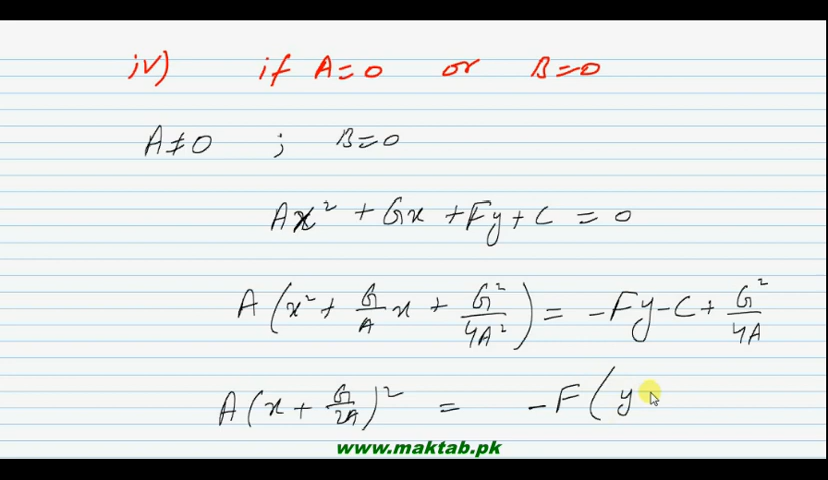 iv) if A=0 or B=0
A≠0 ; B=0
Ax² + Gx + Fy + C = 0
A(x² + G/A x + G²/4A²) = -Fy - C + G²/4A
A(x + G/2A)² = -F(y
www.maktab.pk